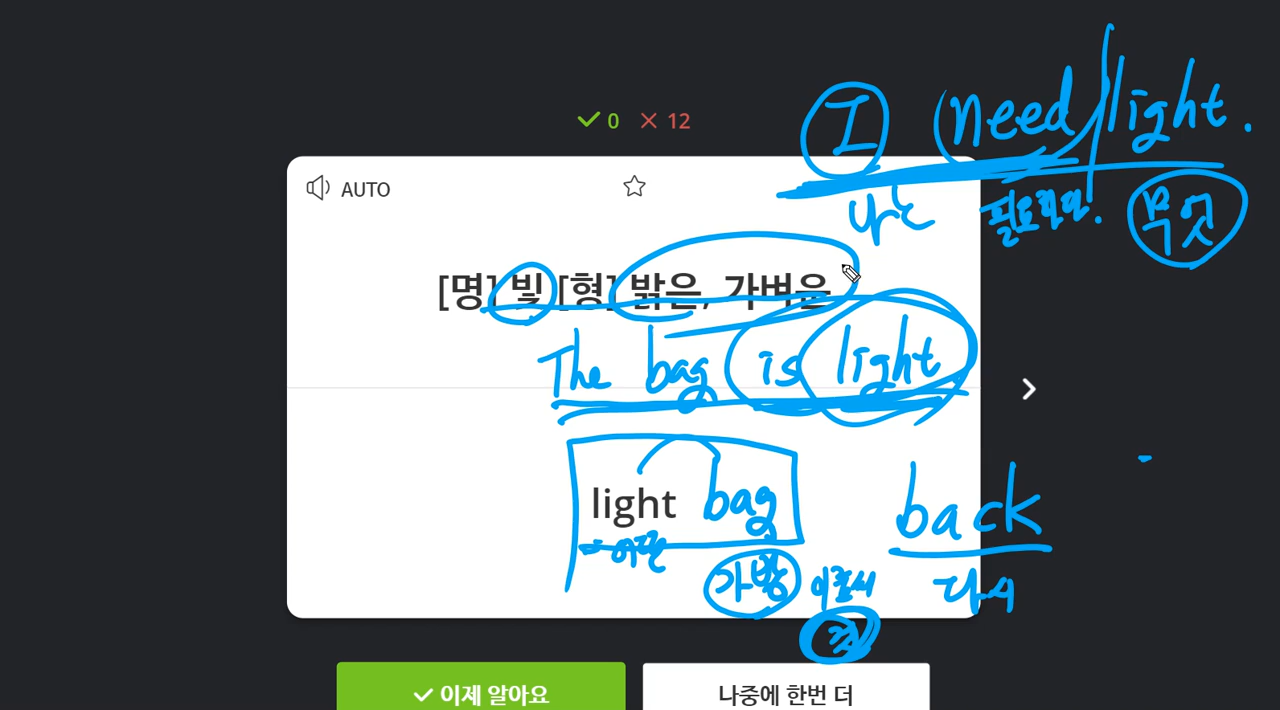 I need light.
0 12
AUTO
나는 필요하다. 무엇
[명] 빛 [형] 밝은, 가벼운
The bag is light
light bag
back
어떤
가방
다시
이제 알아요
나중에 한번 더